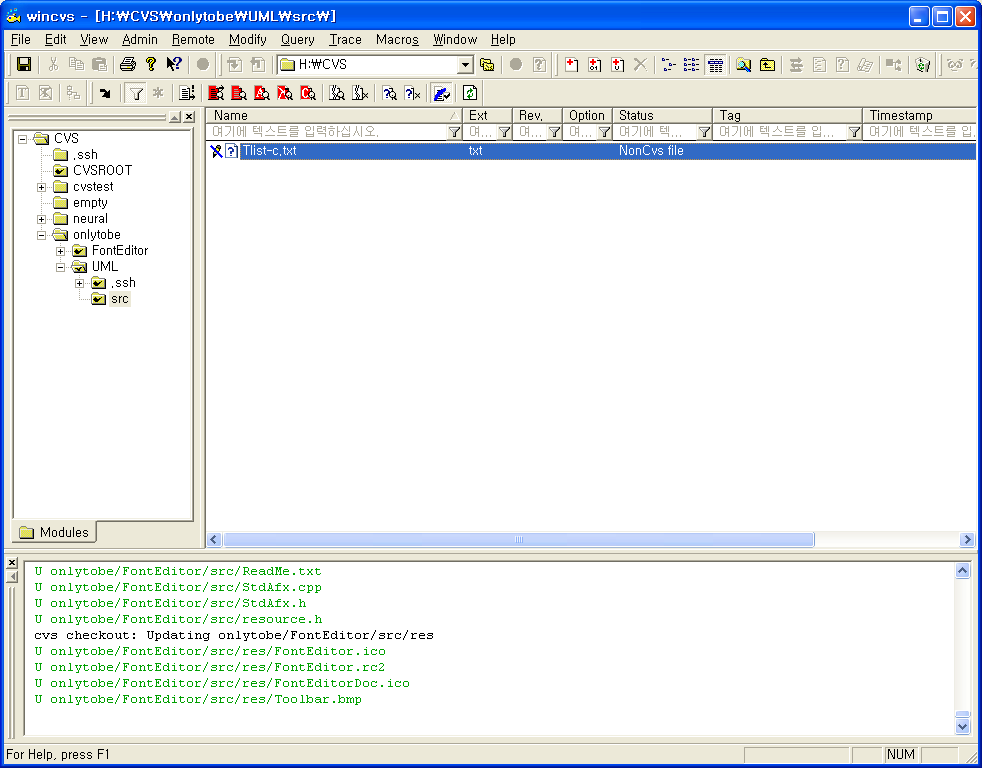 wincvs - [H:₩CVS₩onlytobe₩UML₩src₩]
File Edit View Admin Remote Modify Query Trace Macros Window Help
H:₩CVS
Name Ext Rev. Option Status Tag Timestamp
여기에 텍스트를 입력하십시오. 여... 여... 여... 여기에 텍... 여기에 텍스트를 입... 여기에 텍스트를 입
Tlist-c.txt txt NonCvs file
CVS
.ssh
CVSROOT
cvstest
empty
neural
onlytobe
FontEditor
UML
.ssh
src
Modules
U onlytobe/FontEditor/src/ReadMe.txt
U onlytobe/FontEditor/src/StdAfx.cpp
U onlytobe/FontEditor/src/StdAfx.h
U onlytobe/FontEditor/src/resource.h
cvs checkout: Updating onlytobe/FontEditor/src/res
U onlytobe/FontEditor/src/res/FontEditor.ico
U onlytobe/FontEditor/src/res/FontEditor.rc2
U onlytobe/FontEditor/src/res/FontEditorDoc.ico
U onlytobe/FontEditor/src/res/Toolbar.bmp
For Help, press F1
NUM